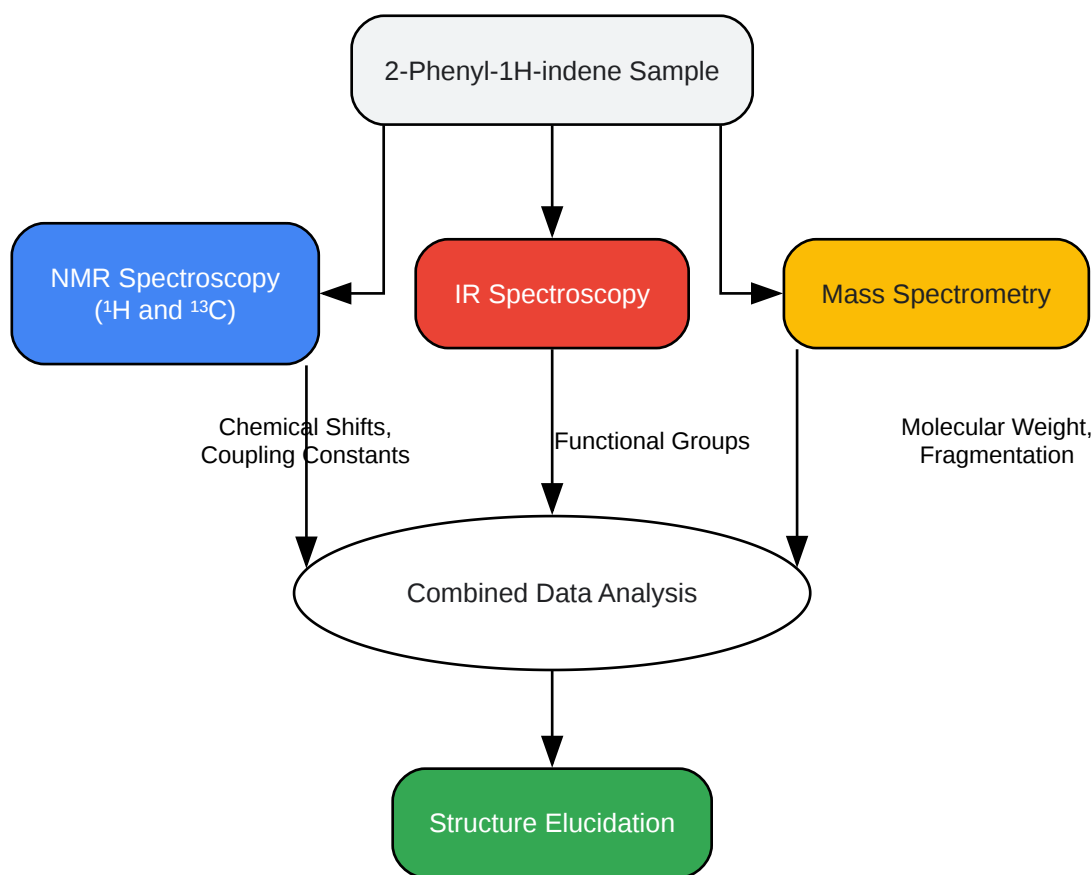 2-Phenyl-1H-indene Sample
NMR Spectroscopy
(¹H and ¹³C)
IR Spectroscopy
Mass Spectrometry
Chemical Shifts,
Coupling Constants
Functional Groups
Molecular Weight,
Fragmentation
Combined Data Analysis
Structure Elucidation